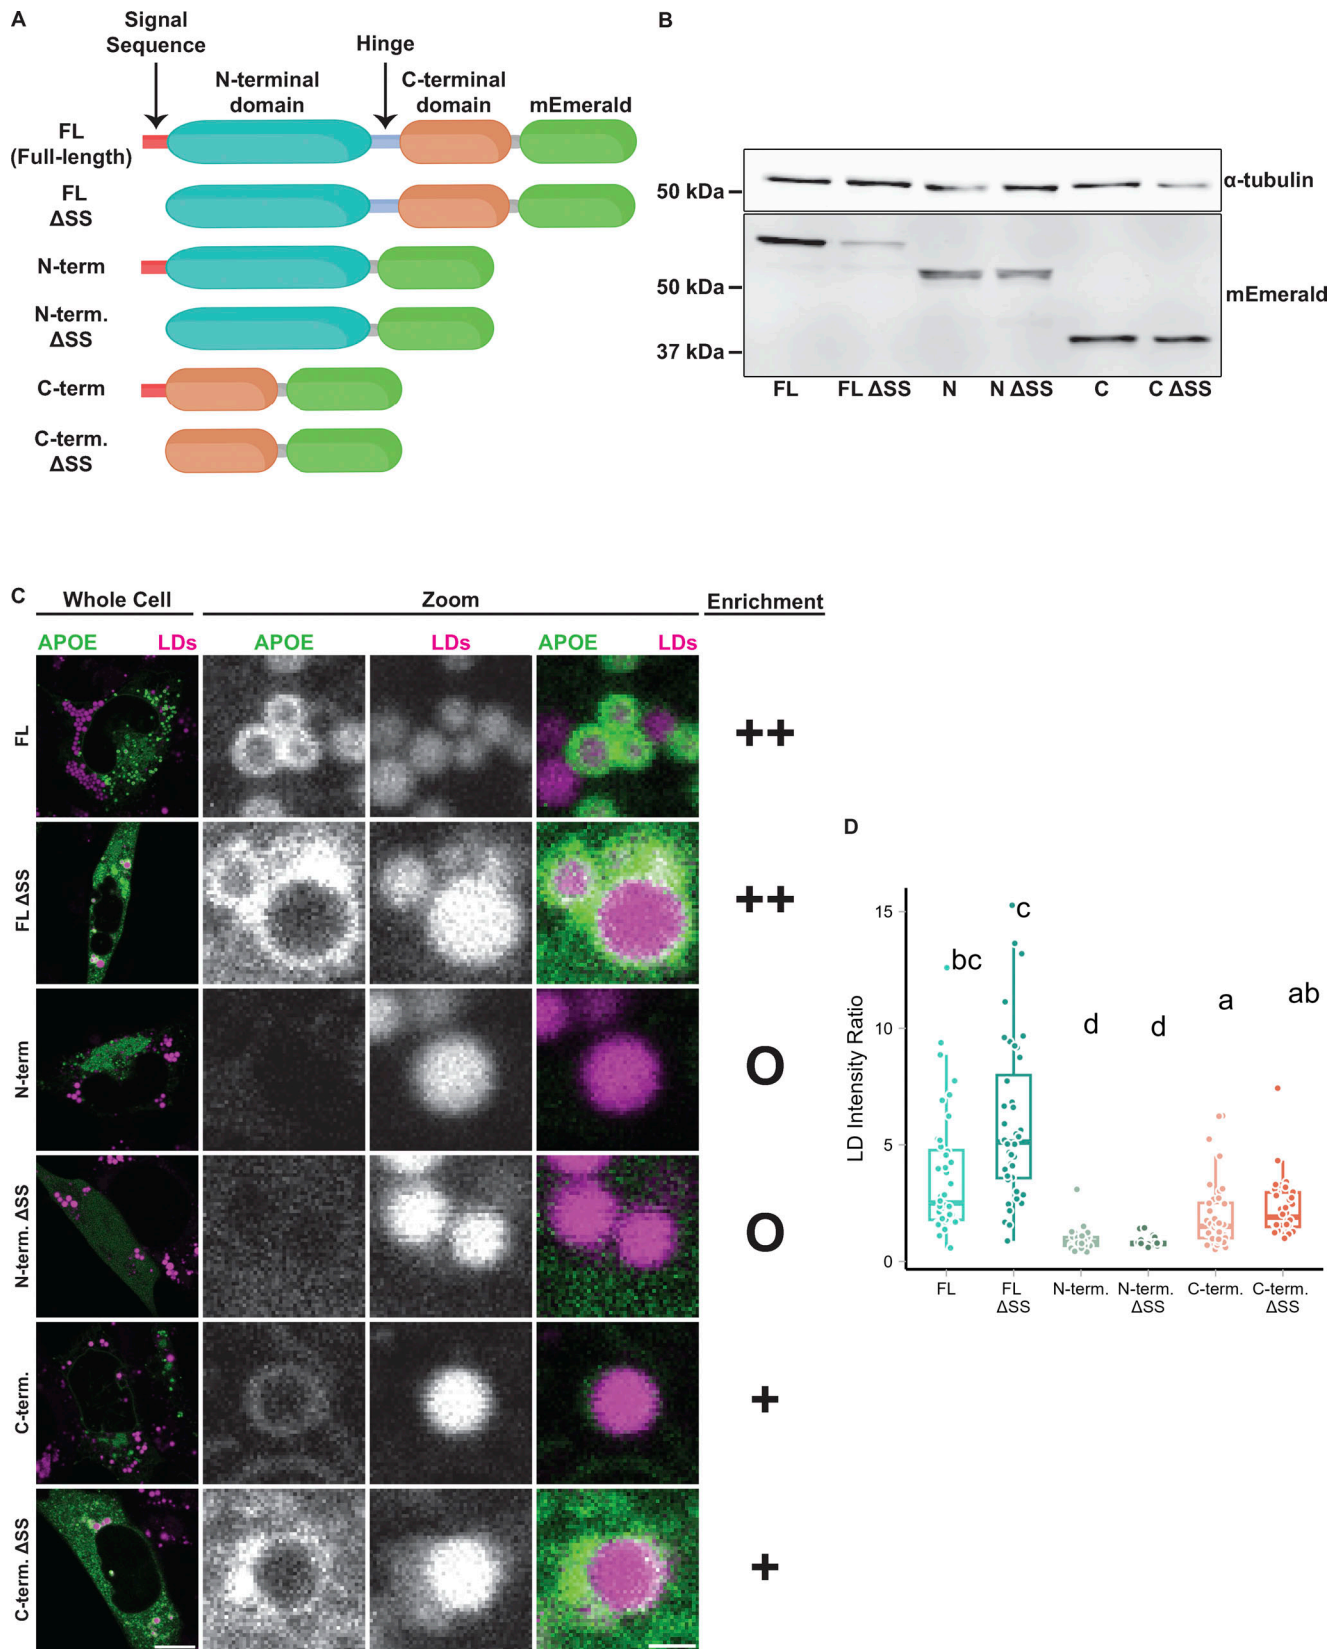 A
Signal
Sequence
Hinge
N-terminal
domain
C-terminal
domain
mEmerald
FL
(Full-length)
FL
ΔSS
N-term
N-term.
ΔSS
C-term
C-term.
ΔSS
B
50 kDa
α-tubulin
50 kDa
37 kDa
mEmerald
FL FL ΔSS N N ΔSS C C ΔSS
C
Whole Cell Zoom Enrichment
APOE LDs APOE LDs APOE LDs
FL
++
FL ΔSS
++
N-term
O
N-term. ΔSS
O
C-term.
+
C-term. ΔSS
+
D
LD Intensity Ratio
15
10
5
0
bc
c
d
d
a
ab
FL
FL
ΔSS
N-term.
N-term.
ΔSS
C-term.
C-term.
ΔSS